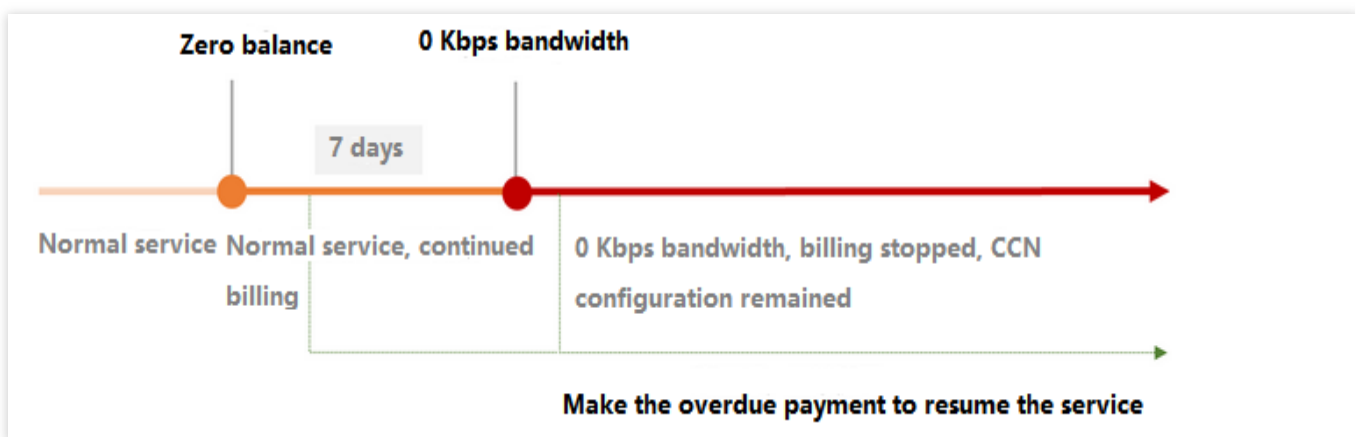 Zero balance
0 Kbps bandwidth
7 days
Normal service
Normal service, continued
billing
0 Kbps bandwidth, billing stopped, CCN
configuration remained
Make the overdue payment to resume the service